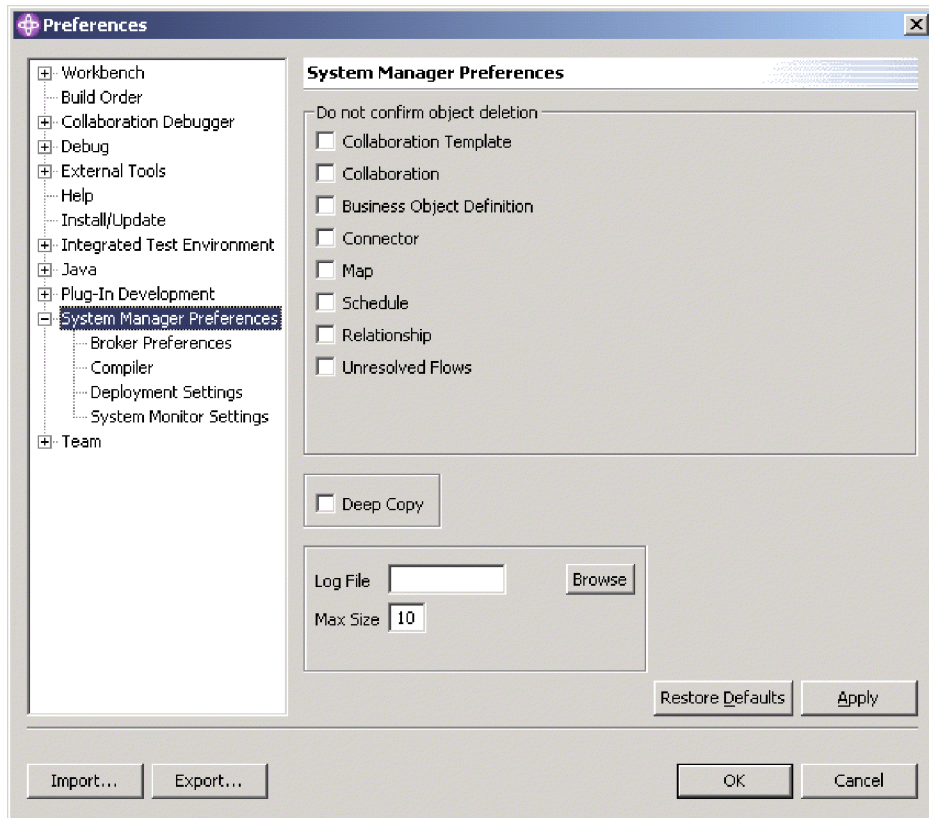 Preferences
Workbench
Build Order
Collaboration Debugger
Debug
External Tools
Help
Install/Update
Integrated Test Environment
Java
Plug-In Development
System Manager Preferences
Broker Preferences
Compiler
Deployment Settings
System Monitor Settings
Team
System Manager Preferences
Do not confirm object deletion
Collaboration Template
Collaboration
Business Object Definition
Connector
Map
Schedule
Relationship
Unresolved Flows
Deep Copy
Log File Browse
Max Size 10
Restore Defaults Apply
Import... Export... OK Cancel